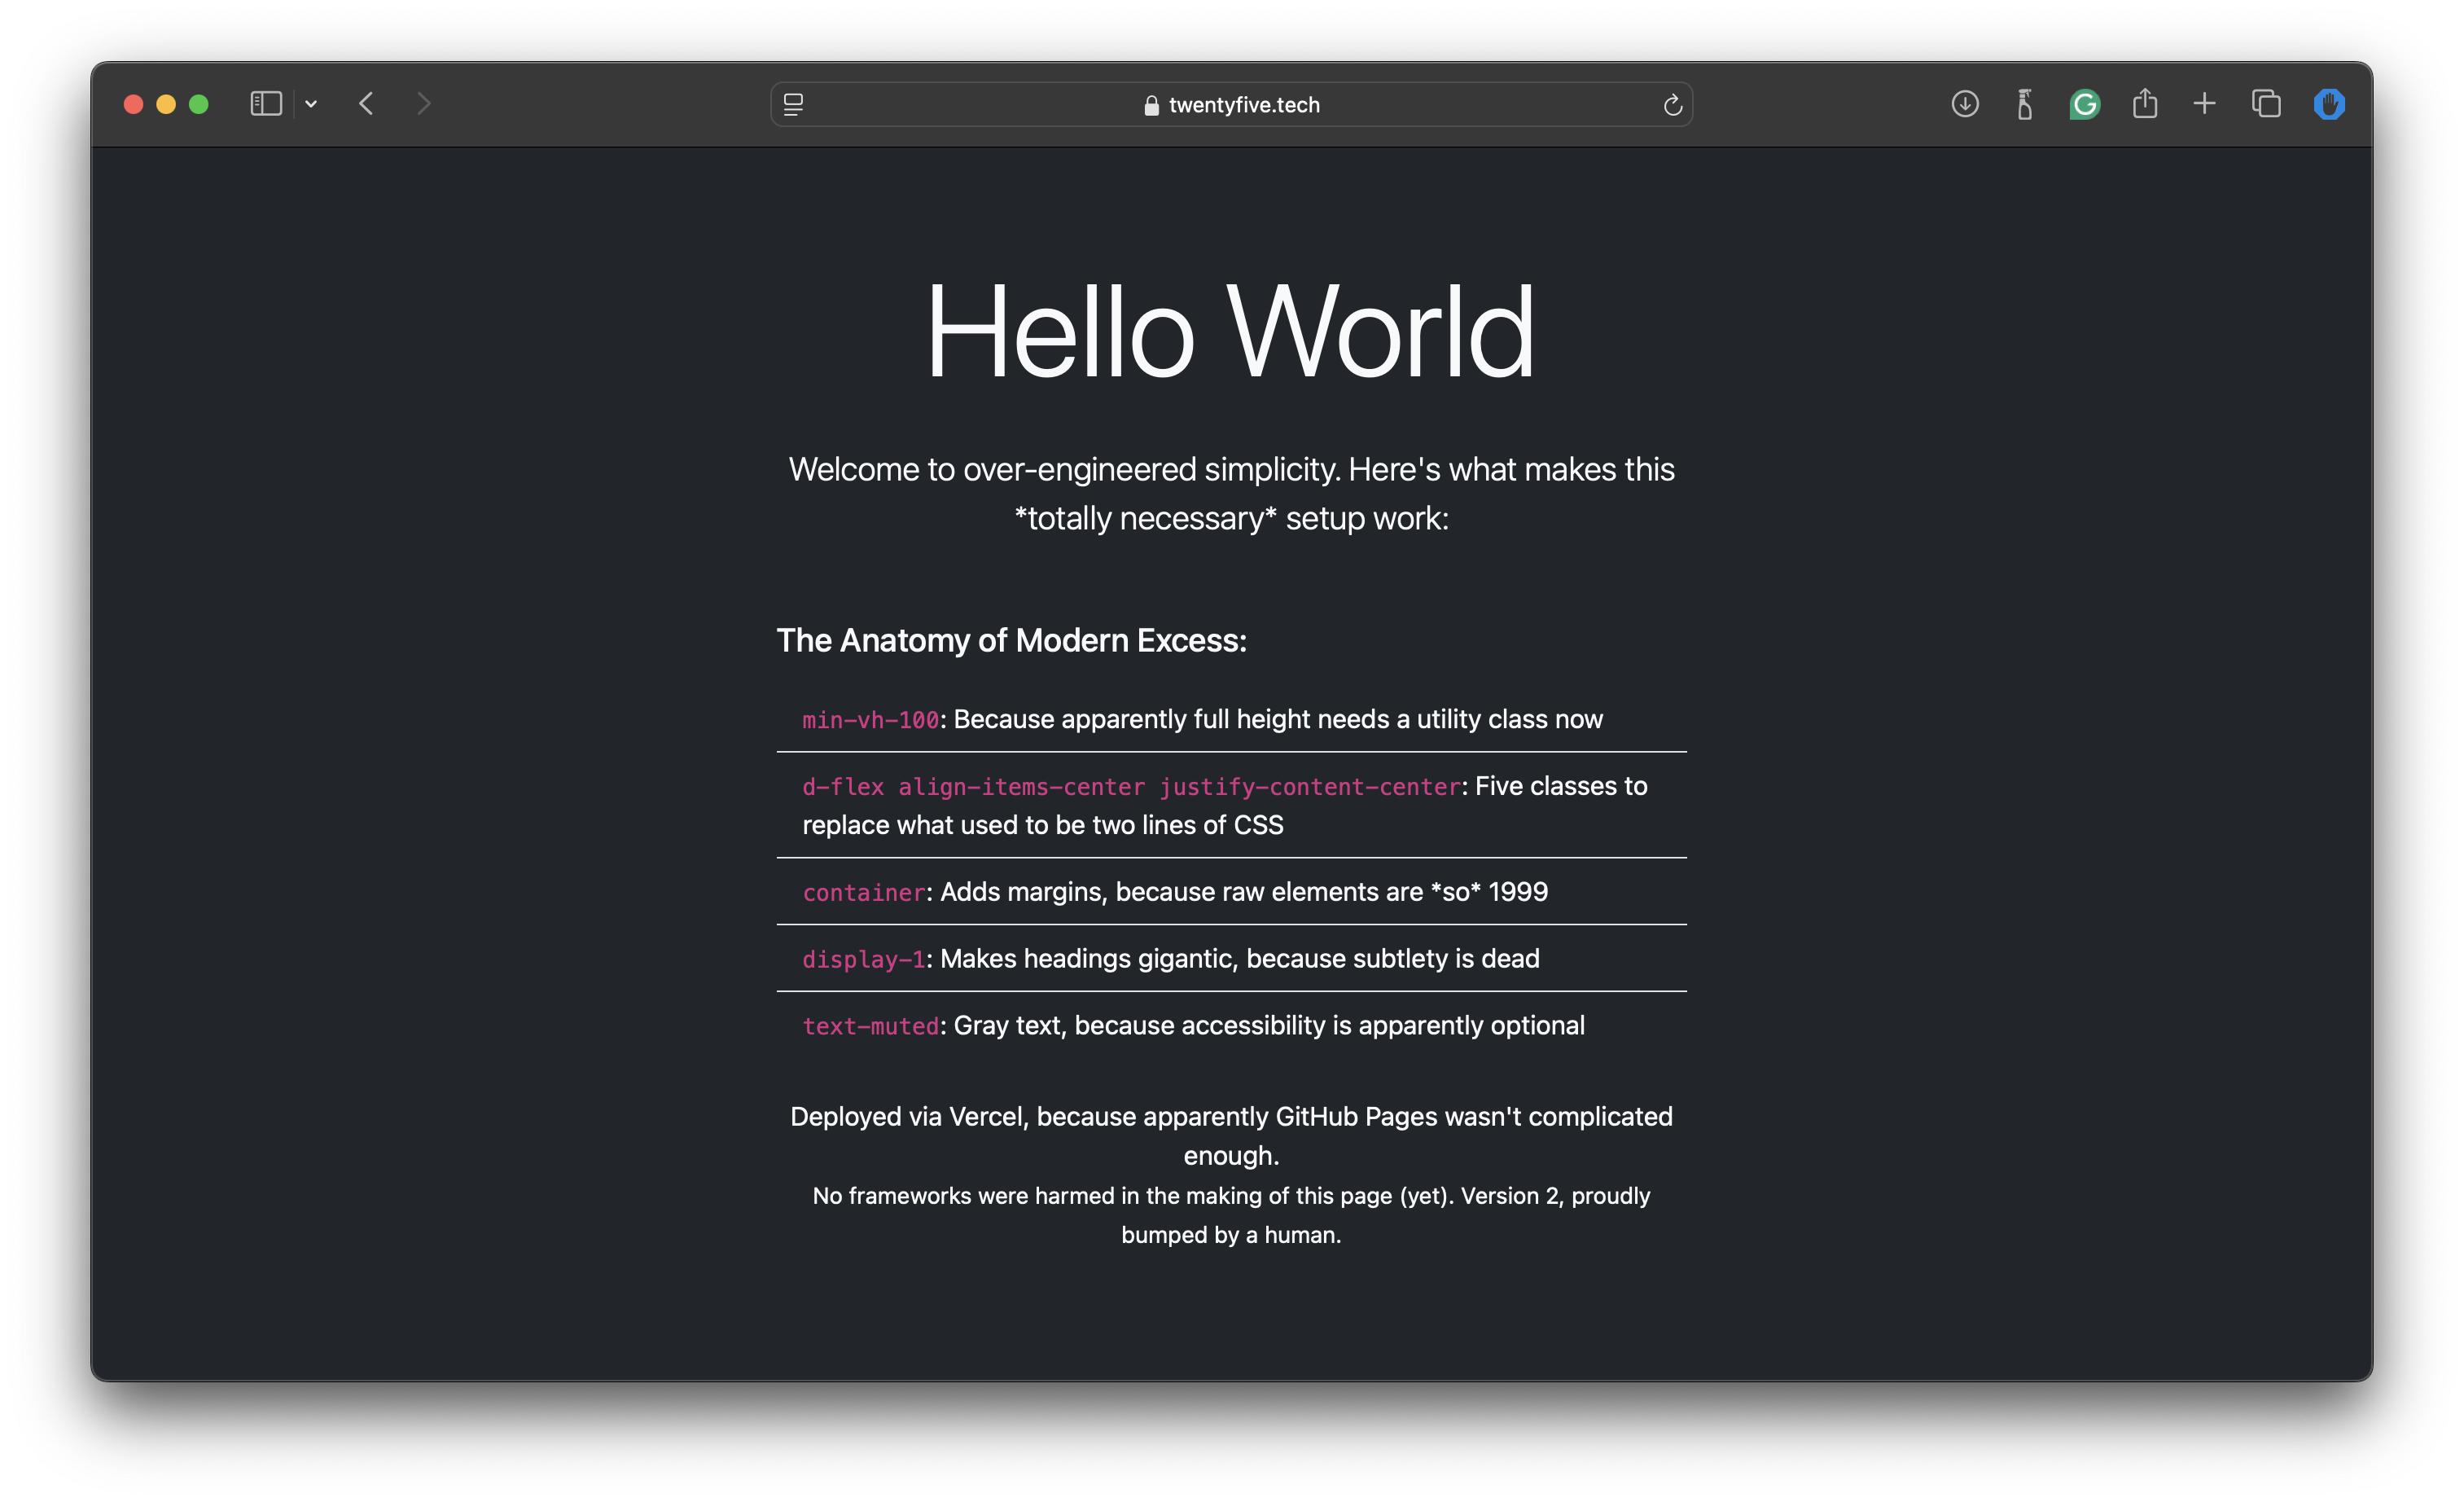 twentyfive.tech
Hello World
Welcome to over-engineered simplicity. Here's what makes this
*totally necessary* setup work:
The Anatomy of Modern Excess:
min-vh-100: Because apparently full height needs a utility class now
d-flex align-items-center justify-content-center: Five classes to
replace what used to be two lines of CSS
container: Adds margins, because raw elements are *so* 1999
display-1: Makes headings gigantic, because subtlety is dead
text-muted: Gray text, because accessibility is apparently optional
Deployed via Vercel, because apparently GitHub Pages wasn't complicated
enough.
No frameworks were harmed in the making of this page (yet). Version 2, proudly
bumped by a human.